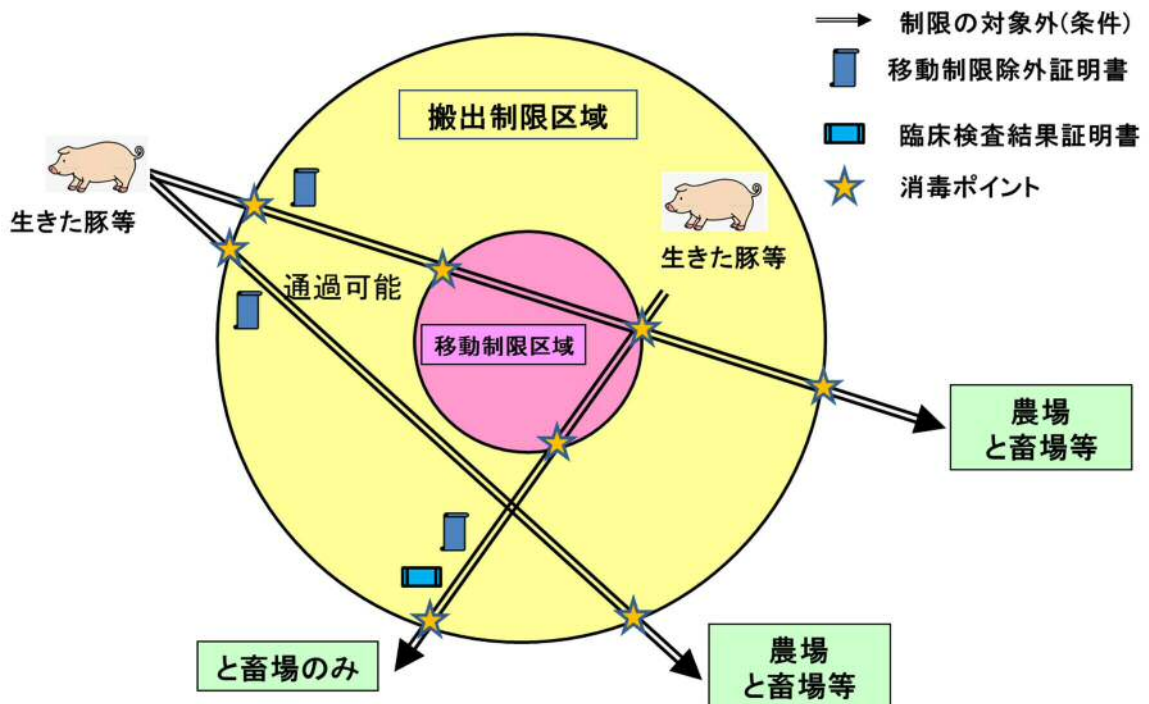 制限の対象外(条件)
移動制限除外証明書
搬出制限区域
臨床検査結果証明書
消毒ポイント
生きた豚等
生きた豚等
通過可能
移動制限区域
農場
と畜場等
と畜場のみ
農場
と畜場等